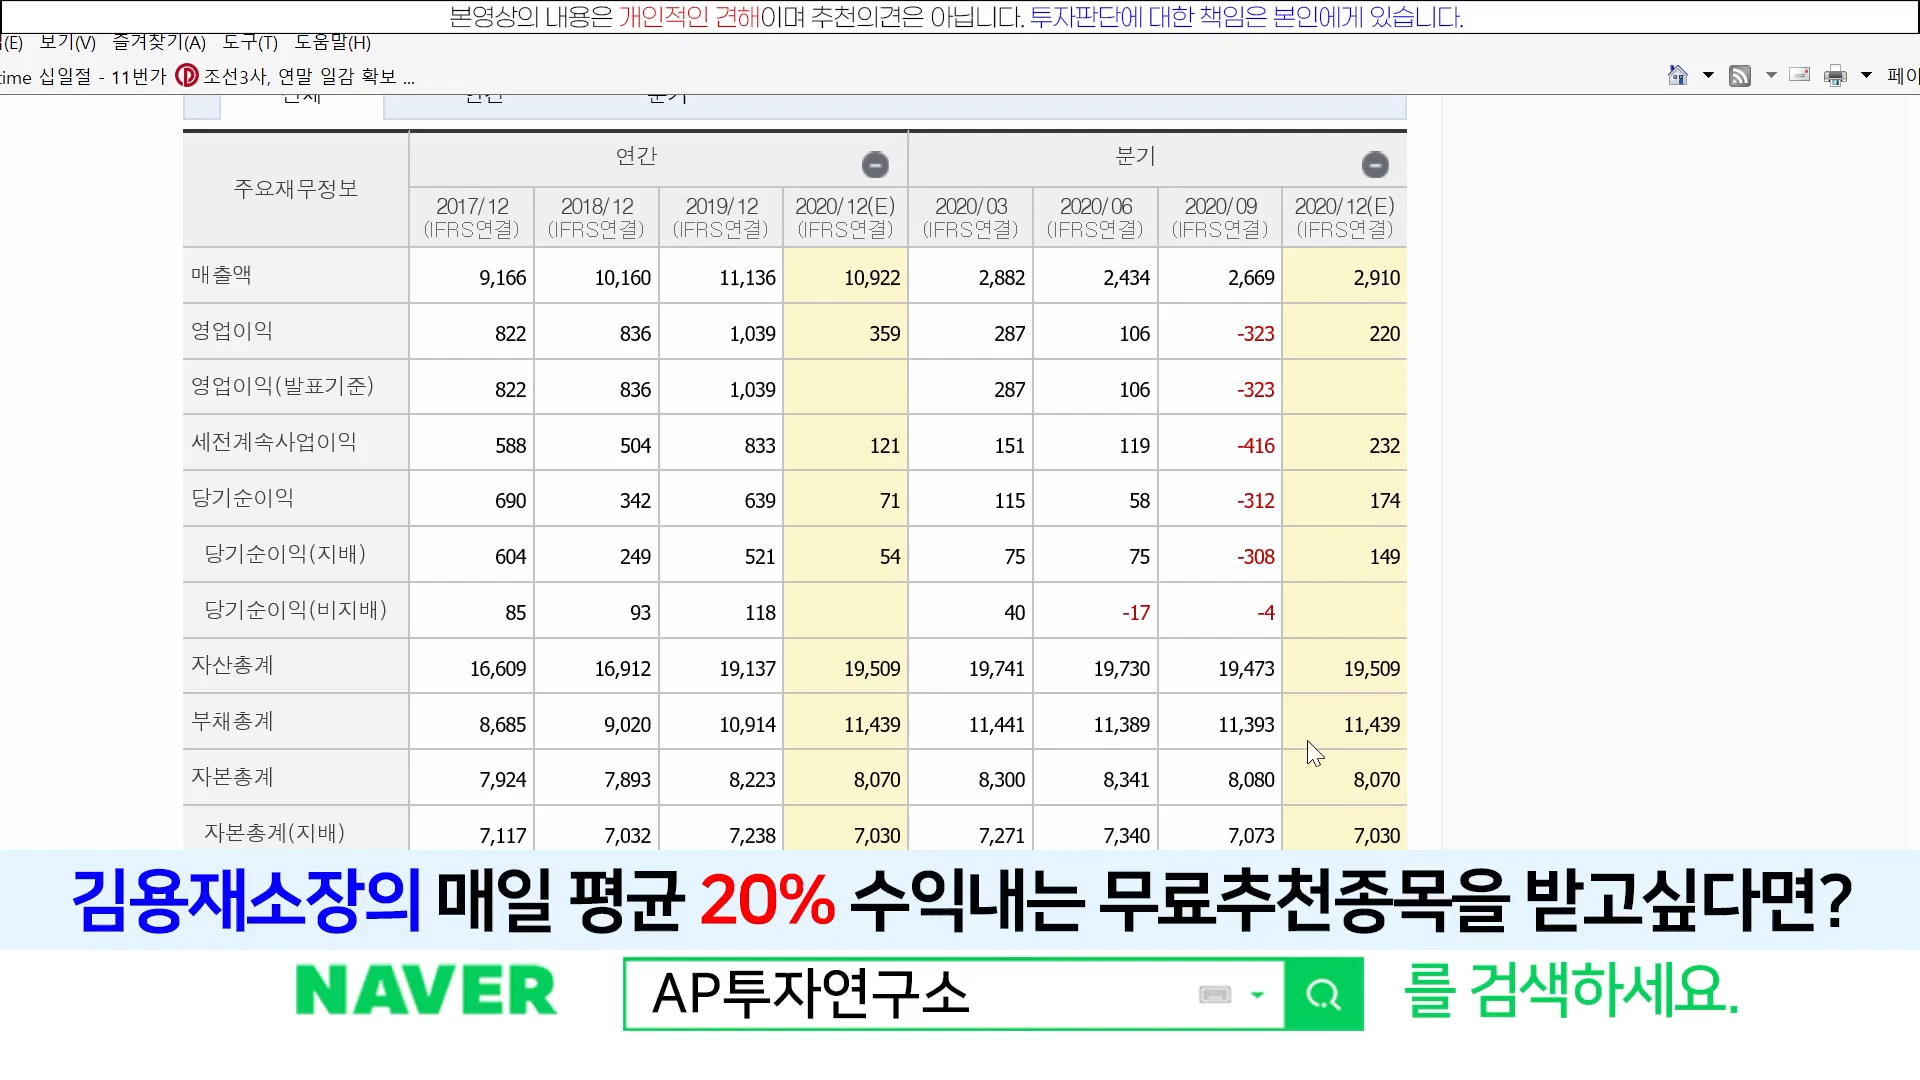 본영상의 내용은 개인적인 견해이며 추천의견은 아닙니다. 투자판단에 대한 책임은 본인에게 있습니다.
(E) 보기(V) 즐겨찾기(A) 도구(T) 도움말(H)
time 십일절 - 11번가 조선3사, 연말 일감 확보 ... 페이
전체 연간 분기
주요재무정보 연간 분기
2017/12 2018/12 2019/12 2020/12(E) 2020/03 2020/06 2020/09 2020/12(E)
(IFRS연결) (IFRS연결) (IFRS연결) (IFRS연결) (IFRS연결) (IFRS연결) (IFRS연결) (IFRS연결)
매출액 9,166 10,160 11,136 10,922 2,882 2,434 2,669 2,910
영업이익 822 836 1,039 359 287 106 -323 220
영업이익(발표기준) 822 836 1,039 287 106 -323
세전계속사업이익 588 504 833 121 151 119 -416 232
당기순이익 690 342 639 71 115 58 -312 174
당기순이익(지배) 604 249 521 54 75 75 -308 149
당기순이익(비지배) 85 93 118 40 -17 -4
자산총계 16,609 16,912 19,137 19,509 19,741 19,730 19,473 19,509
부채총계 8,685 9,020 10,914 11,439 11,441 11,389 11,393 11,439
자본총계 7,924 7,893 8,223 8,070 8,300 8,341 8,080 8,070
자본총계(지배) 7,117 7,032 7,238 7,030 7,271 7,340 7,073 7,030
김용재소장의 매일 평균 20% 수익내는 무료추천종목을 받고싶다면?
NAVER AP투자연구소 를 검색하세요.